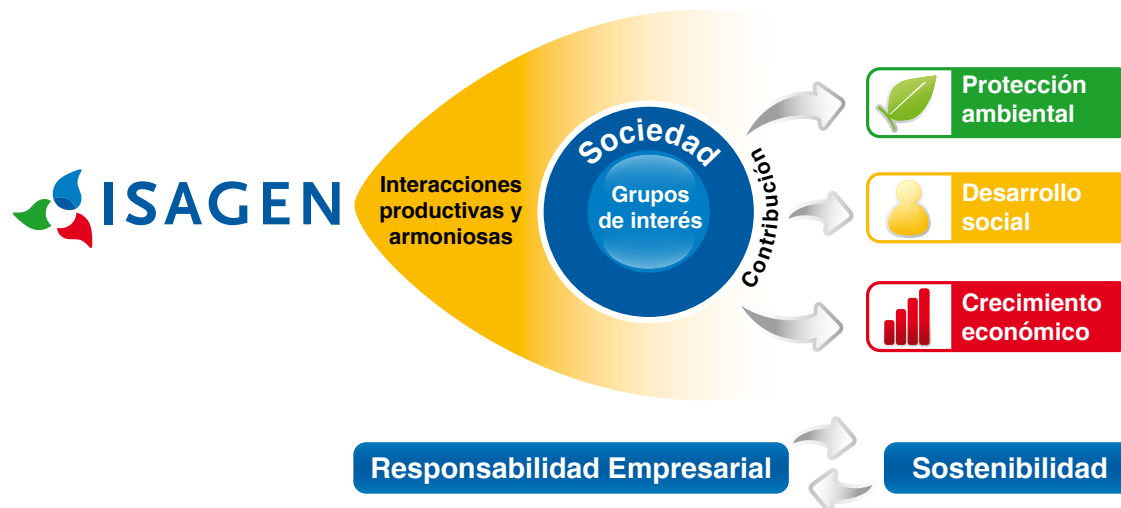 ISAGEN
Interacciones
productivas y
armoniosas
Sociedad
Grupos
de interés
Contribución
Protección
ambiental
Desarrollo
social
Crecimiento
económico
Responsabilidad Empresarial
Sostenibilidad